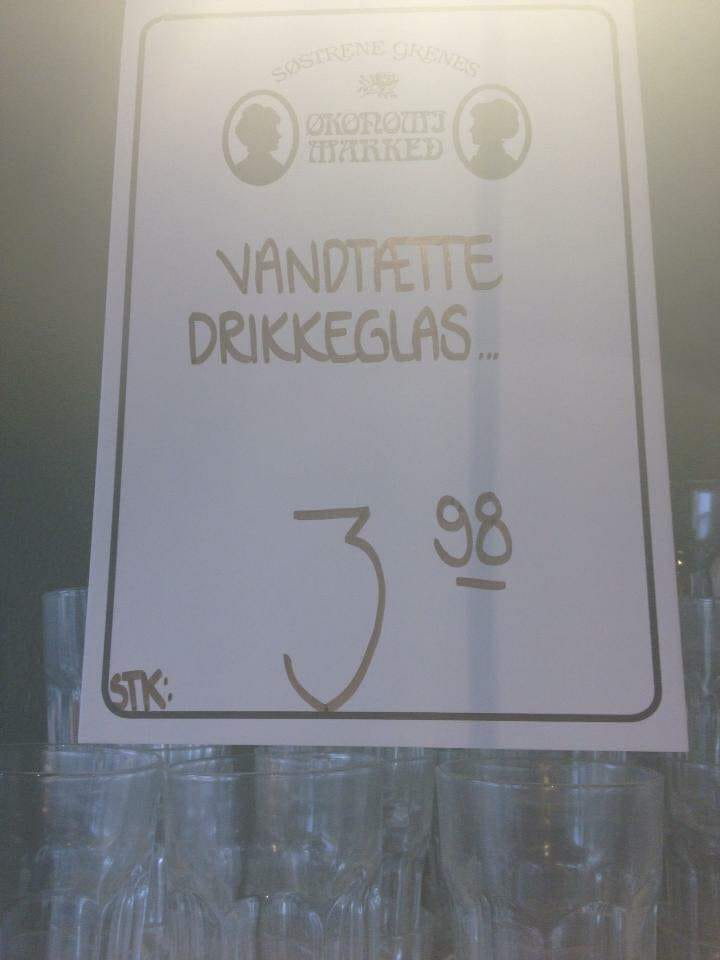 SØSTRENE GRENES
ØKONOMI
MARKED
VANDTÆTTE
DRIKKEGLAS...
3 98
STK: